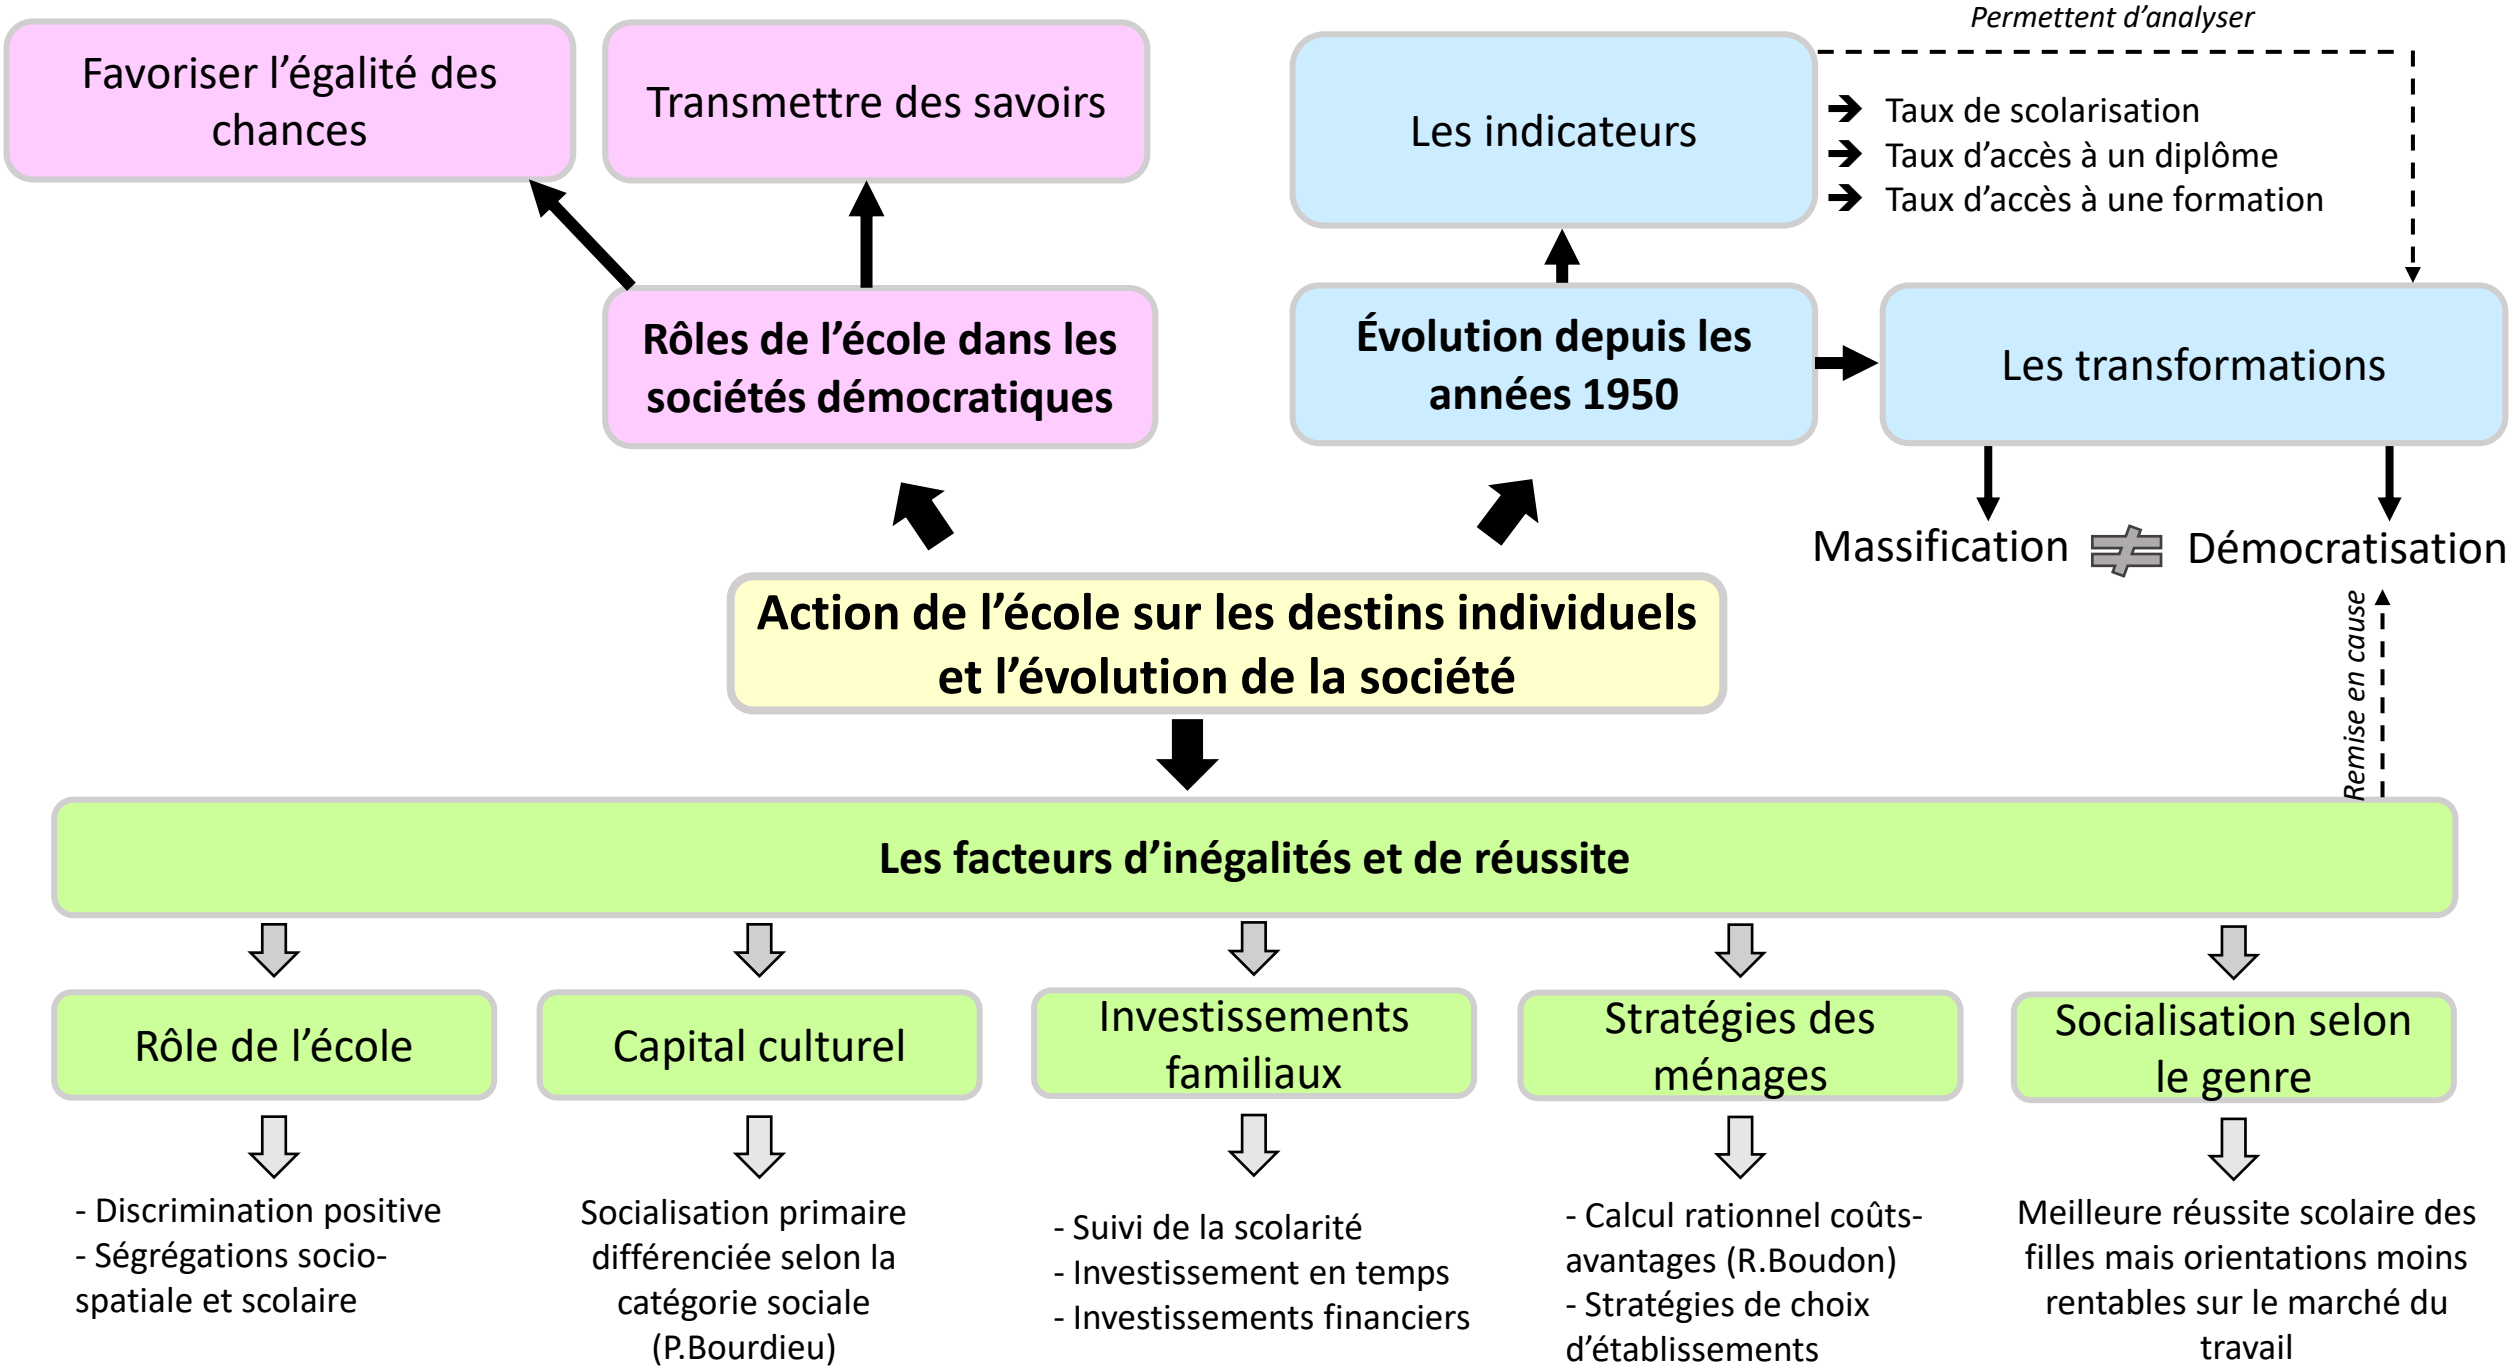 Permettent d’analyser
Favoriser l’égalité des
chances
Transmettre des savoirs
Les indicateurs
➔ Taux de scolarisation
➔ Taux d’accès à un diplôme
➔ Taux d’accès à une formation
Rôles de l’école dans les
sociétés démocratiques
Évolution depuis les
années 1950
Les transformations
Massification ≠ Démocratisation
Action de l’école sur les destins individuels
et l’évolution de la société
Remise en cause
Les facteurs d’inégalités et de réussite
Rôle de l’école
Capital culturel
Investissements
familiaux
Stratégies des
ménages
Socialisation selon
le genre
- Discrimination positive
- Ségrégations socio-
spatiale et scolaire
Socialisation primaire
différenciée selon la
catégorie sociale
(P.Bourdieu)
- Suivi de la scolarité
- Investissement en temps
- Investissements financiers
- Calcul rationnel coûts-
avantages (R.Boudon)
- Stratégies de choix
d’établissements
Meilleure réussite scolaire des
filles mais orientations moins
rentables sur le marché du
travail